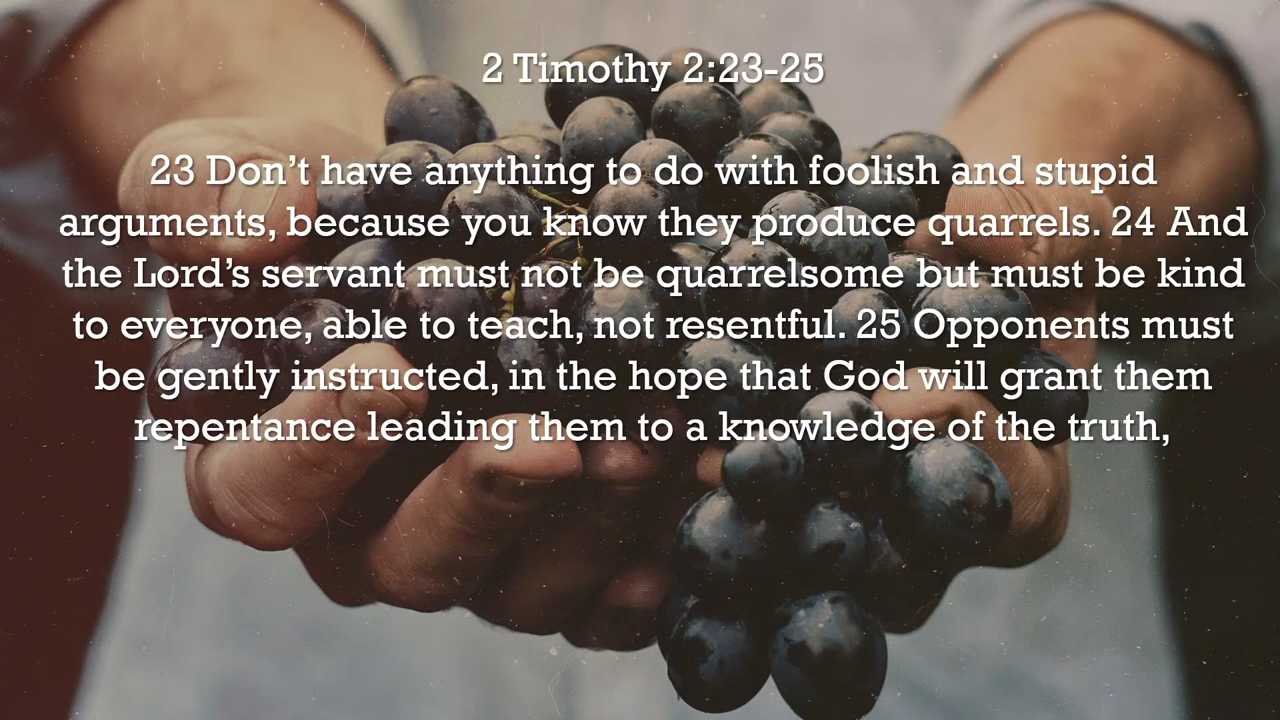 2 Timothy 2:23-25
23 Don’t have anything to do with foolish and stupid
arguments, because you know they produce quarrels. 24 And
the Lord’s servant must not be quarrelsome but must be kind
to everyone, able to teach, not resentful. 25 Opponents must
be gently instructed, in the hope that God will grant them
repentance leading them to a knowledge of the truth,